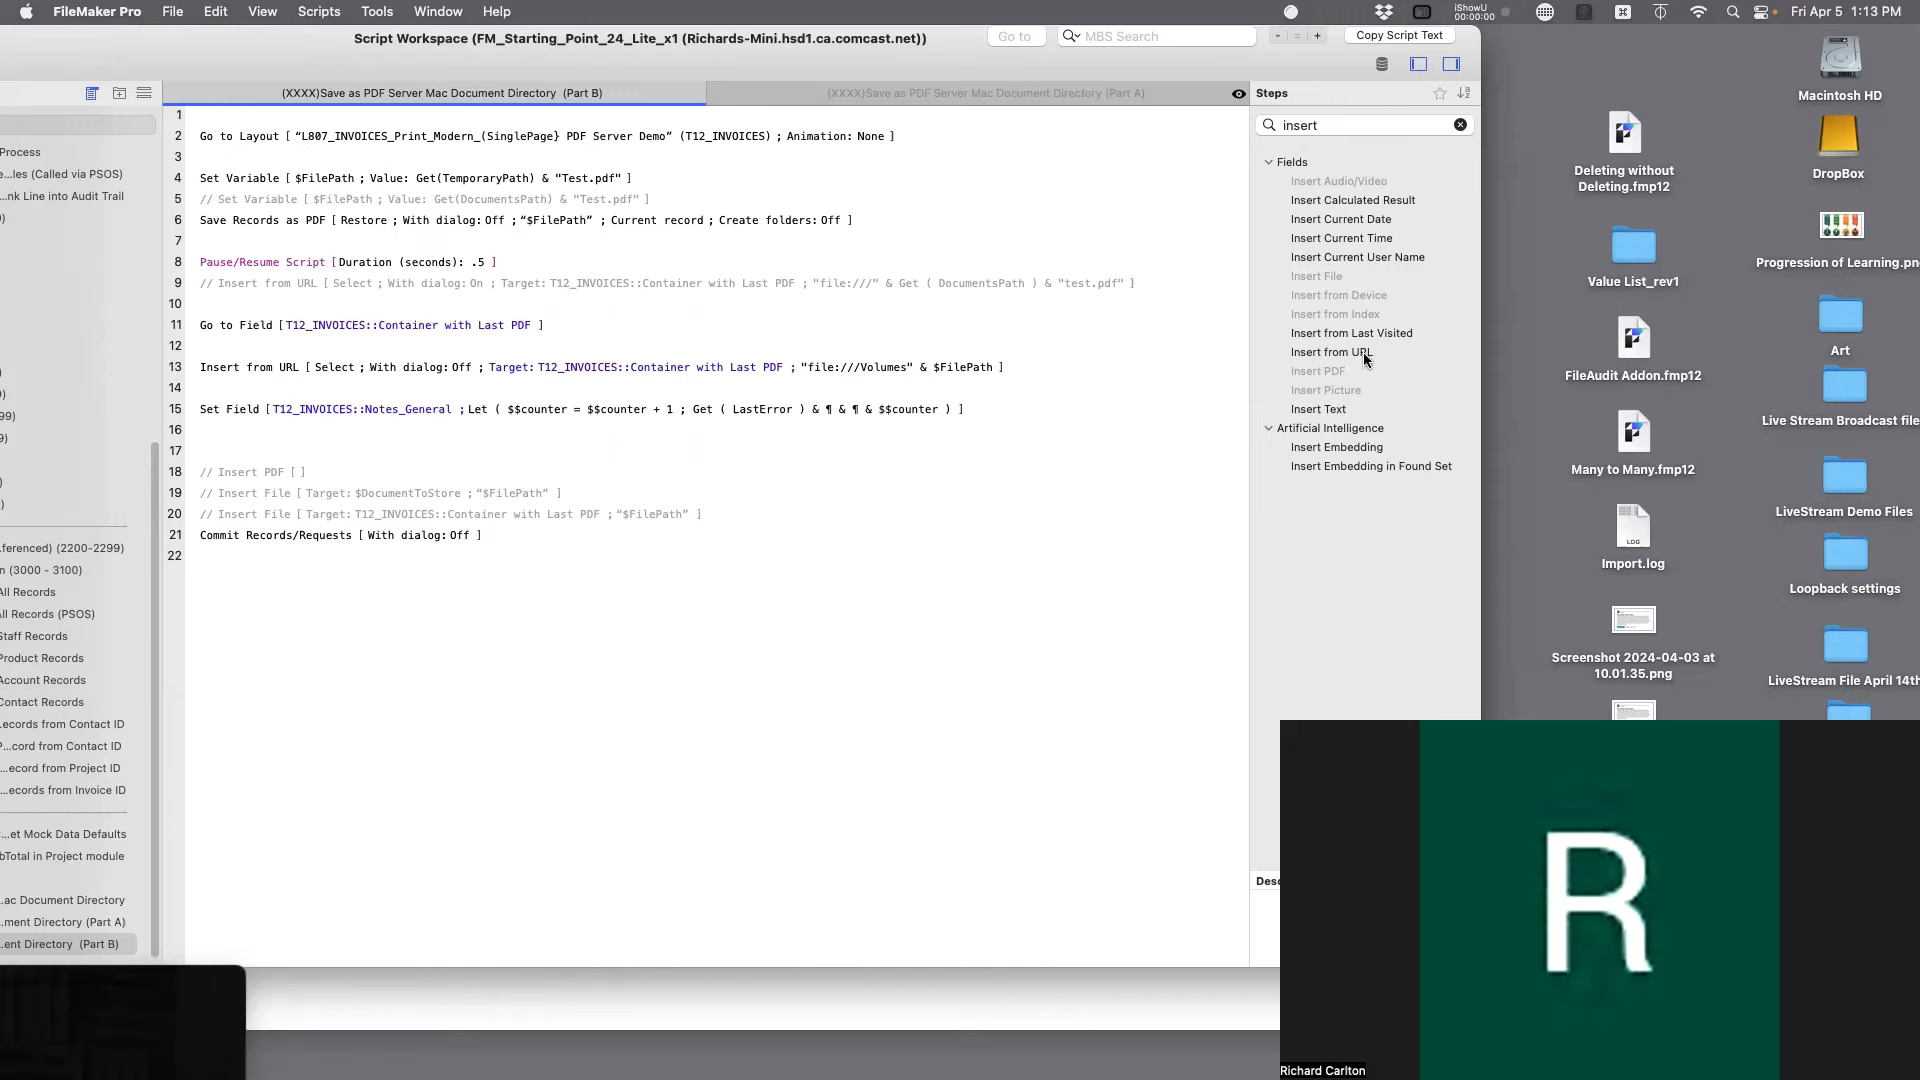 FileMaker Pro File Edit View Scripts Tools Window Help
iShowU
00:00:00
Fri Apr 5 1:13 PM
Script Workspace (FM_Starting_Point_24_Lite_x1 (Richards-Mini.hsd1.ca.comcast.net))
Go to
MBS Search
- = +
Copy Script Text
(XXXX)Save as PDF Server Mac Document Directory (Part B)
(XXXX)Save as PDF Server Mac Document Directory (Part A)
Process
e...les (Called via PSOS)
...nk Line into Audit Trail
)
)
)
99)
9)
)
)
.ferenced) (2200-2299)
n (3000 - 3100)
All Records
ll Records (PSOS)
Staff Records
Product Records
Account Records
Contact Records
.ecords from Contact ID
P...cord from Project ID
...ecord from Project ID
...ecords from Invoice ID
...et Mock Data Defaults
bTotal in Project module
..ac Document Directory
..ment Directory (Part A)
..ent Directory (Part B)
1
2 Go to Layout [ “L807_INVOICES_Print_Modern_(SinglePage} PDF Server Demo” (T12_INVOICES) ; Animation: None ]
3
4 Set Variable [ $FilePath ; Value: Get(TemporaryPath) & "Test.pdf" ]
5 // Set Variable [ $FilePath ; Value: Get(DocumentsPath) & "Test.pdf" ]
6 Save Records as PDF [ Restore ; With dialog: Off ; “$FilePath” ; Current record ; Create folders: Off ]
7
8 Pause/Resume Script [ Duration (seconds): .5 ]
9 // Insert from URL [ Select ; With dialog: On ; Target: T12_INVOICES::Container with Last PDF ; "file:///" & Get ( DocumentsPath ) & "test.pdf" ]
10
11 Go to Field [ T12_INVOICES::Container with Last PDF ]
12
13 Insert from URL [ Select ; With dialog: Off ; Target: T12_INVOICES::Container with Last PDF ; "file:///Volumes" & $FilePath ]
14
15 Set Field [ T12_INVOICES::Notes_General ; Let ( $$counter = $$counter + 1 ; Get ( LastError ) & ¶ & ¶ & $$counter ) ]
16
17
18 // Insert PDF [ ]
19 // Insert File [ Target: $DocumentToStore ; “$FilePath” ]
20 // Insert File [ Target: T12_INVOICES::Container with Last PDF ; “$FilePath” ]
21 Commit Records/Requests [ With dialog: Off ]
22
Steps
insert
Fields
Insert Audio/Video
Insert Calculated Result
Insert Current Date
Insert Current Time
Insert Current User Name
Insert File
Insert from Device
Insert from Index
Insert from Last Visited
Insert from URL
Insert PDF
Insert Picture
Insert Text
Artificial Intelligence
Insert Embedding
Insert Embedding in Found Set
Desc
Deleting without
Deleting.fmp12
Value List_rev1
FileAudit Addon.fmp12
Many to Many.fmp12
LOG
Import.log
Screenshot 2024-04-03 at
10.01.35.png
Macintosh HD
DropBox
Progression of Learning.pn
Art
Live Stream Broadcast file
LiveStream Demo Files
Loopback settings
LiveStream File April 14th
R
Richard Carlton